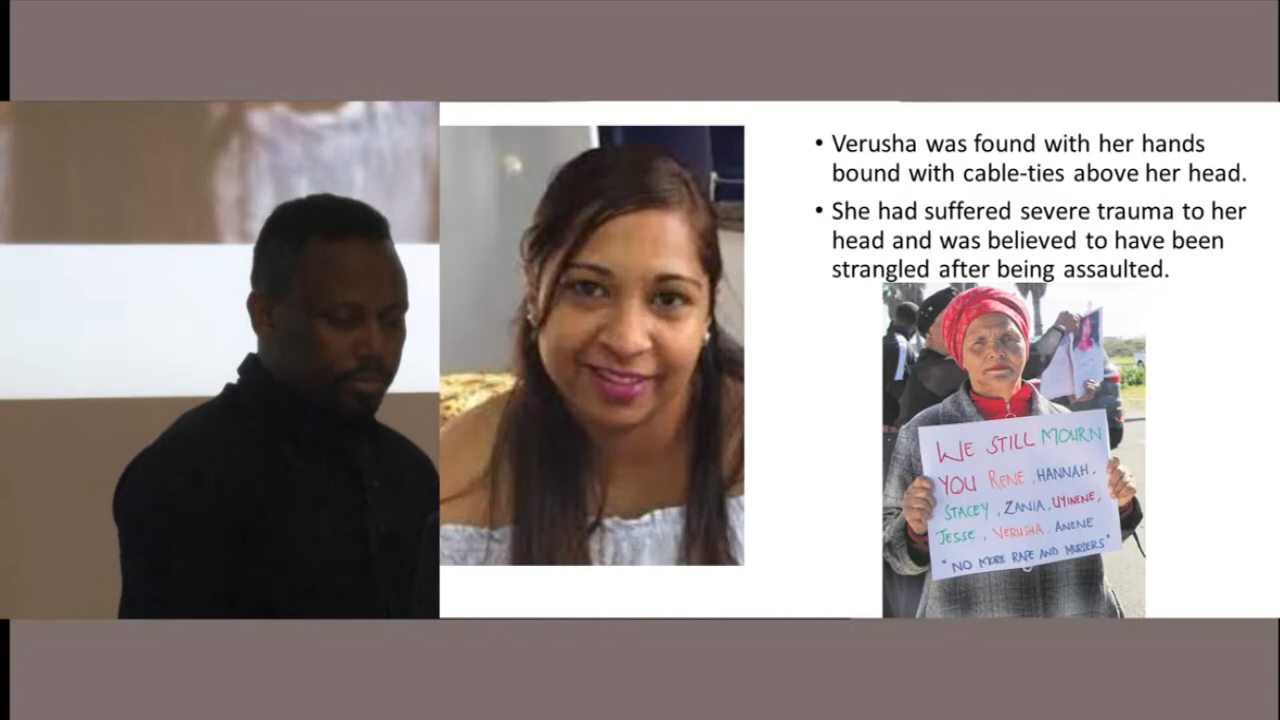 • Verusha was found with her hands
bound with cable-ties above her head.
• She had suffered severe trauma to her
head and was believed to have been
strangled after being assaulted.
WE STILL MOURN
YOU RENE, HANNAH,
STACEY, ZANIA, UYINENE,
JESSE, VERUSHA. ANENE
"NO MORE RAPE AND MURDERS"